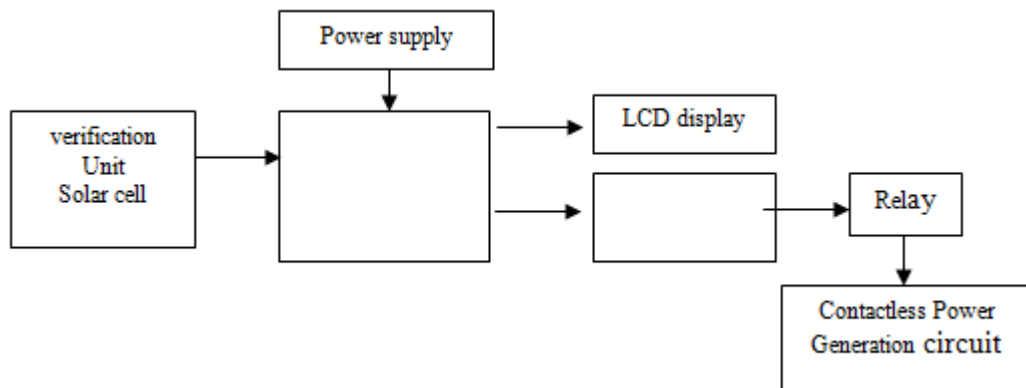 Power supply
verification
Unit
Solar cell
LCD display
Relay
Contactless Power
Generation circuit